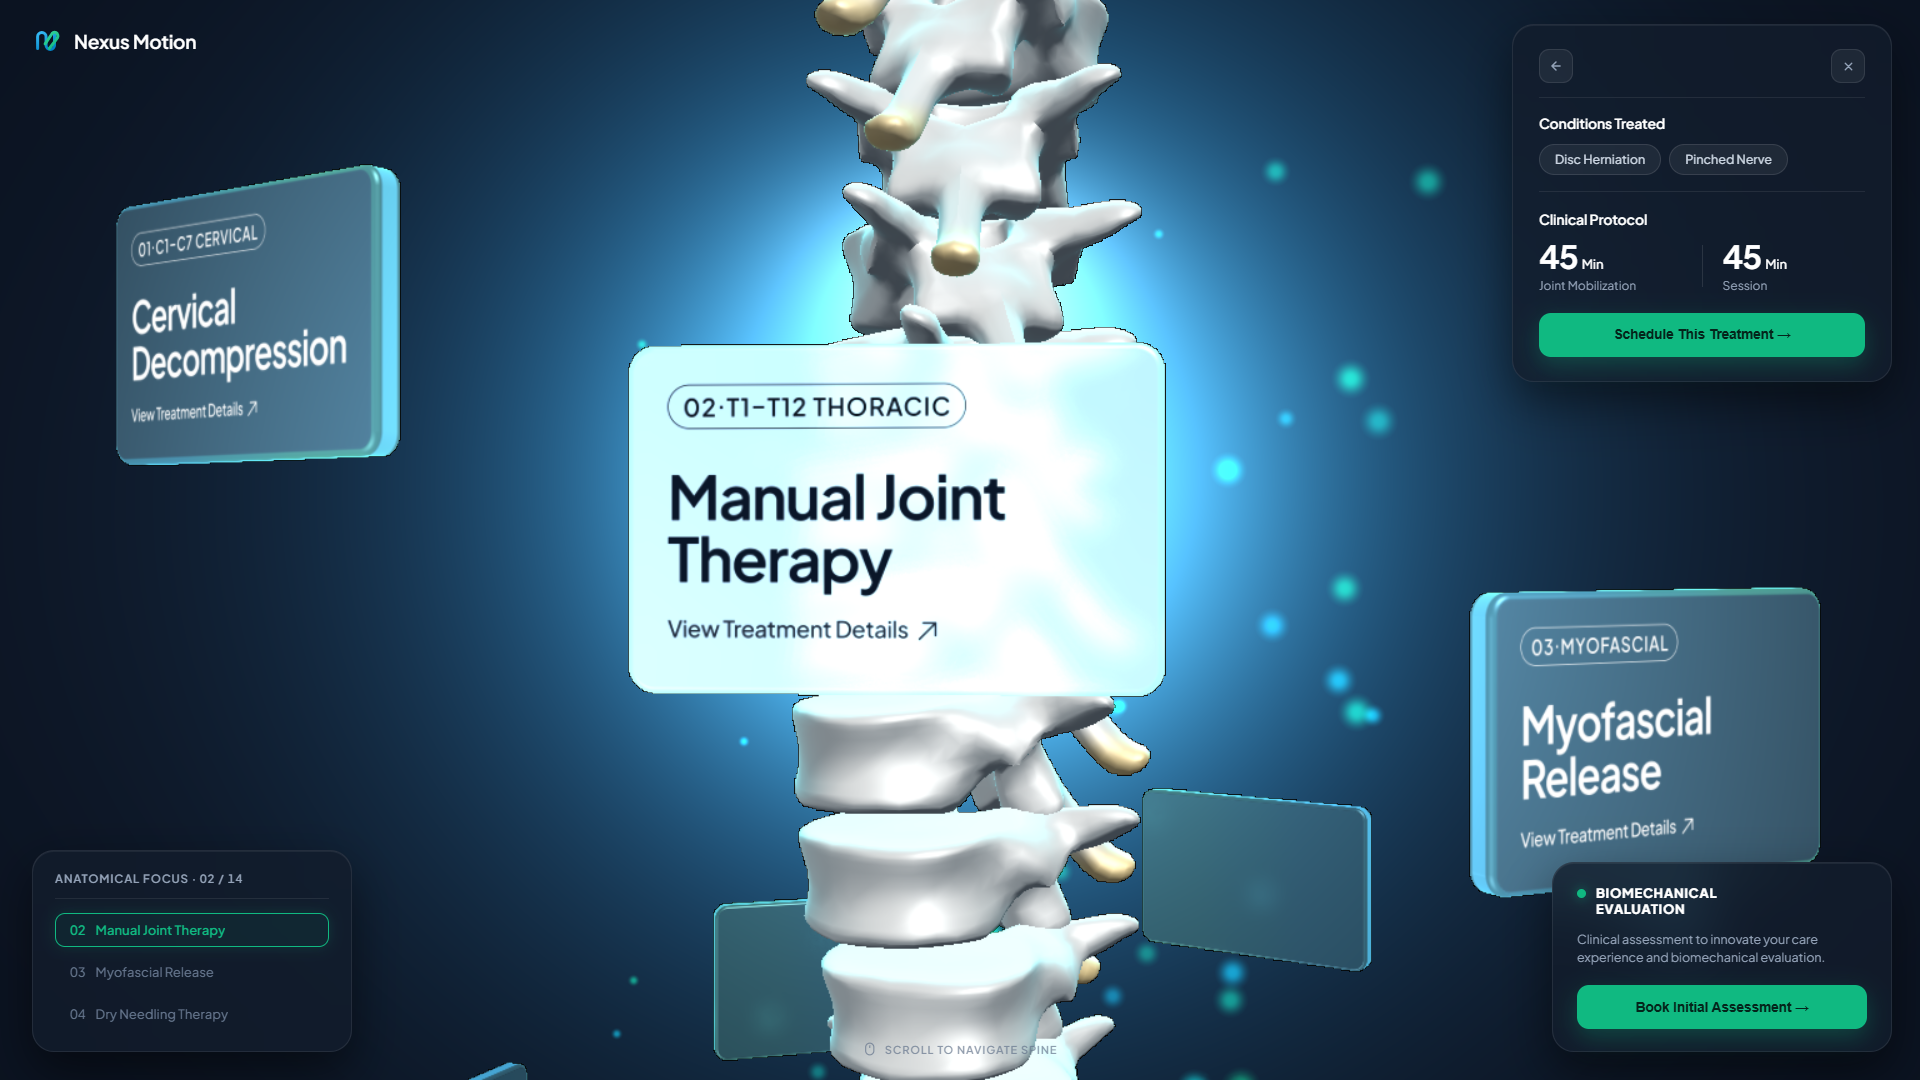 Nexus Motion
01·C1–C7 CERVICAL
Cervical
Decompression
View Treatment Details ↗
02·T1–T12 THORACIC
Manual Joint
Therapy
View Treatment Details ↗
Conditions Treated
Disc Herniation
Pinched Nerve
Clinical Protocol
45 Min
Joint Mobilization
45 Min
Session
Schedule This Treatment →
03·MYOFASCIAL
Myofascial
Release
View Treatment Details ↗
ANATOMICAL FOCUS · 02 / 14
02 Manual Joint Therapy
03 Myofascial Release
04 Dry Needling Therapy
SCROLL TO NAVIGATE SPINE
BIOMECHANICAL
EVALUATION
Clinical assessment to innovate your care
experience and biomechanical evaluation.
Book Initial Assessment →